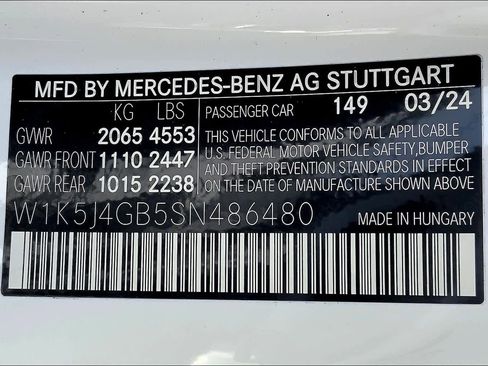 MFD BY MERCEDES-BENZ AG STUTTGART
KG LBS PASSENGER CAR 149 03/24
GVWR 2065 4553 THIS VEHICLE CONFORMS TO ALL APPLICABLE
GAWR FRONT 1110 2447 U.S. FEDERAL MOTOR VEHICLE SAFETY, BUMPER
AND THEFT PREVENTION STANDARDS IN EFFECT
GAWR REAR 1015 2238 ON THE DATE OF MANUFACTURE SHOWN ABOVE
W1K5J4GB5SN486480 MADE IN HUNGARY